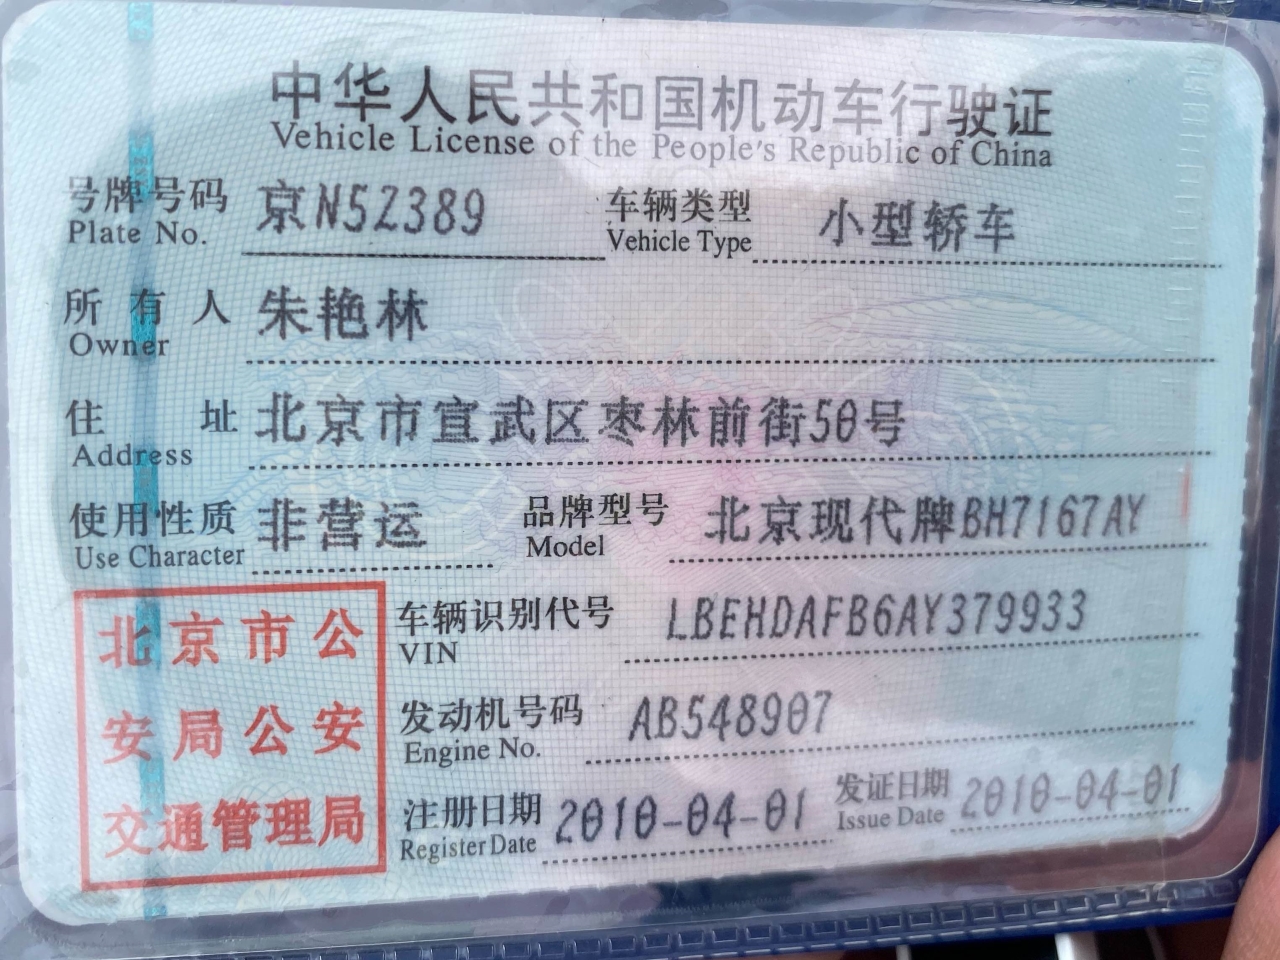 中华人民共和国机动车行驶证
Vehicle License of the People's Republic of China
号牌号码 京N5Z389 车辆类型 小型轿车
Plate No. Vehicle Type
所有人 朱艳林
Owner
住址 北京市宣武区枣林前街50号
Address
使用性质 非营运 品牌型号 北京现代牌BH7167AY
Use Character Model
北京市公
安局公安
交通管理局
车辆识别代号 LBEHDAFB6AY379933
VIN
发动机号码 AB548907
Engine No.
注册日期 2010-04-01 发证日期 2010-04-01
Register Date Issue Date